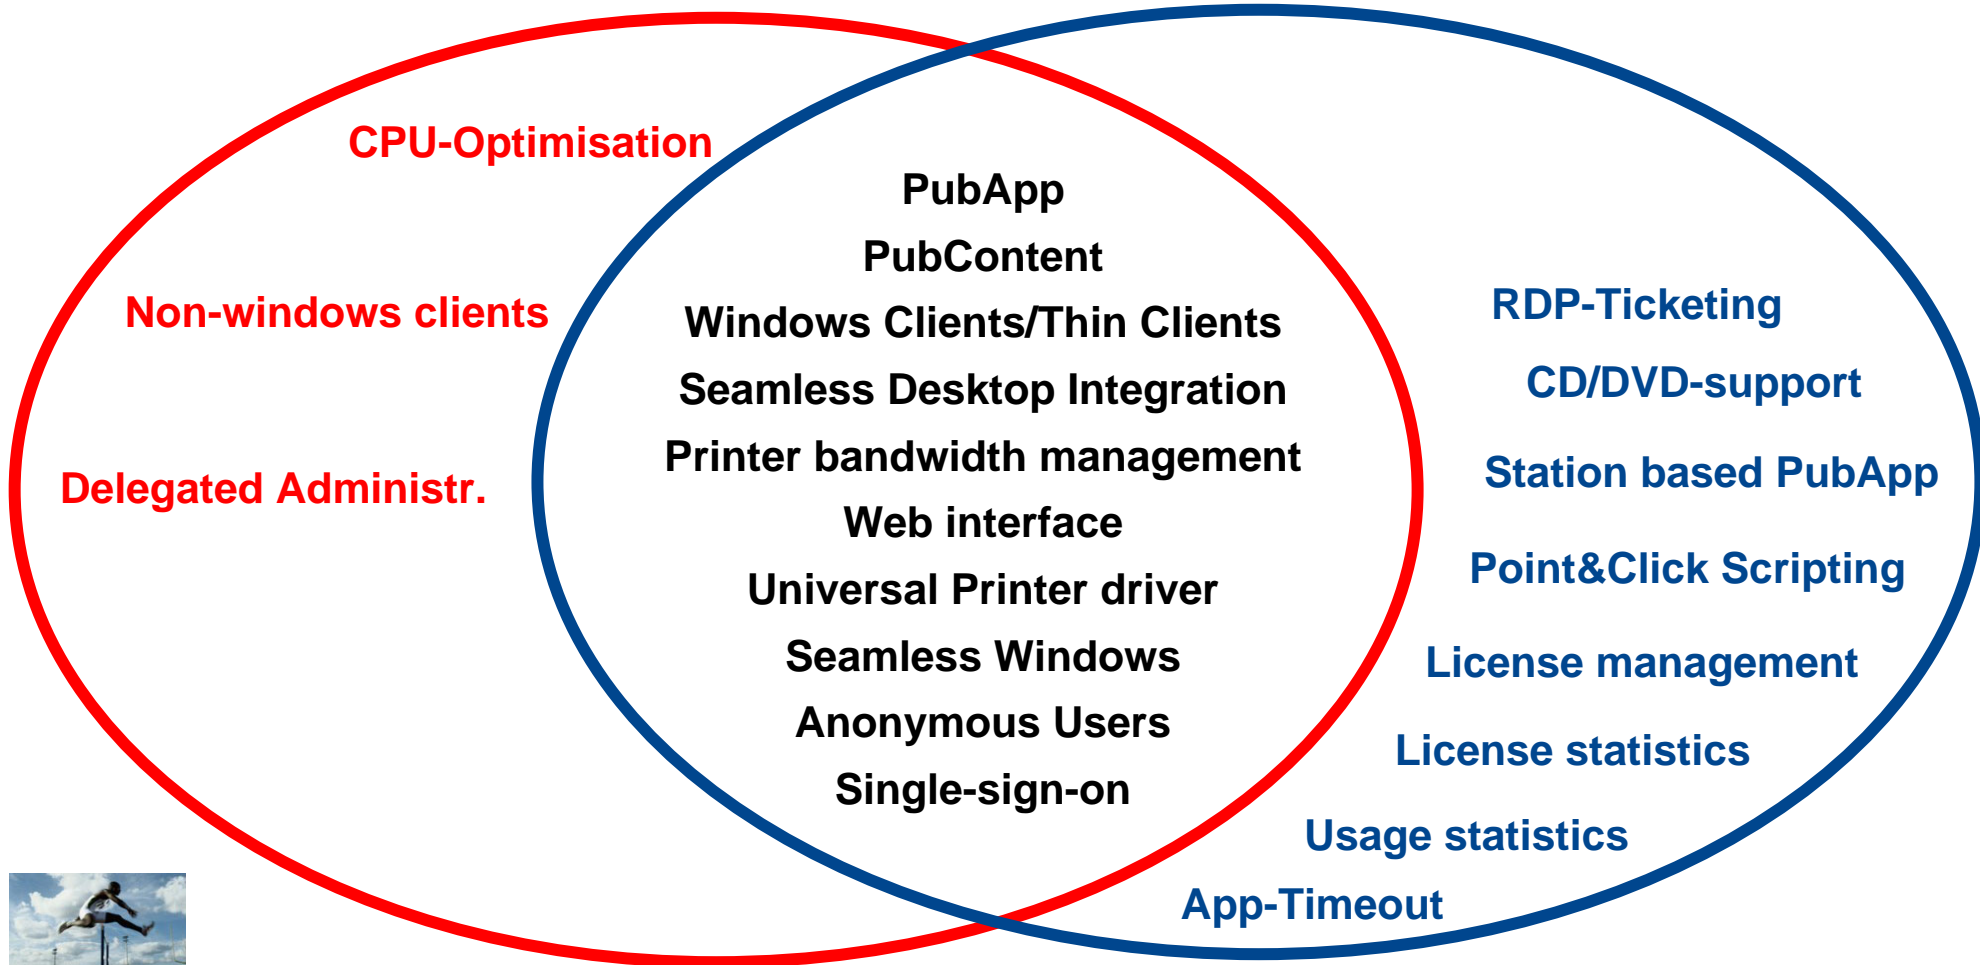 CPU-Optimisation
Non-windows clients
Delegated Administr.
PubApp
PubContent
Windows Clients/Thin Clients
Seamless Desktop Integration
Printer bandwidth management
Web interface
Universal Printer driver
Seamless Windows
Anonymous Users
Single-sign-on
RDP-Ticketing
CD/DVD-support
Station based PubApp
Point&Click Scripting
License management
License statistics
Usage statistics
App-Timeout